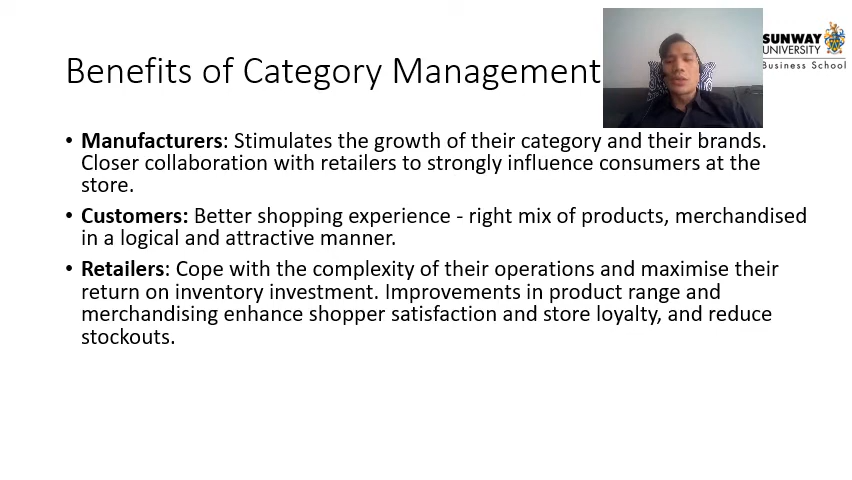 SUNWAY
UNIVERSITY
Business School
Benefits of Category Management
• Manufacturers: Stimulates the growth of their category and their brands.
Closer collaboration with retailers to strongly influence consumers at the
store.
• Customers: Better shopping experience - right mix of products, merchandised
in a logical and attractive manner.
• Retailers: Cope with the complexity of their operations and maximise their
return on inventory investment. Improvements in product range and
merchandising enhance shopper satisfaction and store loyalty, and reduce
stockouts.